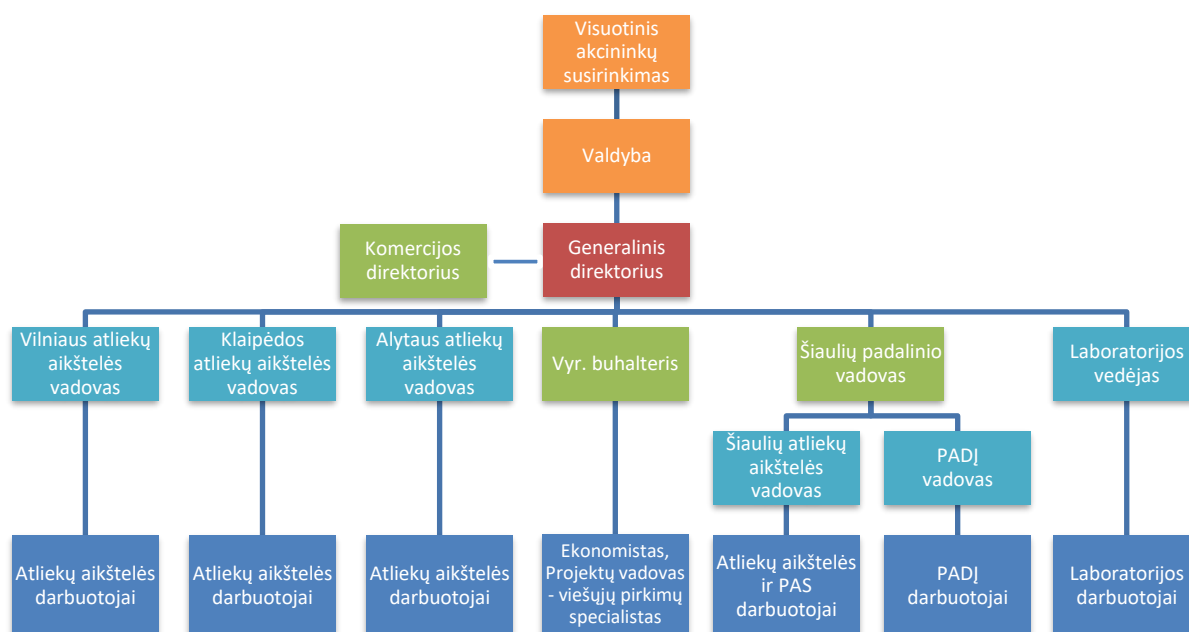 Visuotinis
akcininkų
susirinkimas
Valdyba
Komercijos
direktorius
Generalinis
direktorius
Vilniaus atliekų
aikštelės
vadovas
Klaipėdos
atliekų aikštelės
vadovas
Alytaus atliekų
aikštelės
vadovas
Vyr. buhalteris
Šiaulių padalinio
vadovas
Laboratorijos
vedėjas
Šiaulių atliekų
aikštelės
vadovas
PADĮ
vadovas
Atliekų aikštelės
darbuotojai
Atliekų aikštelės
darbuotojai
Atliekų aikštelės
darbuotojai
Ekonomistas,
Projektų vadovas
- viešųjų pirkimų
specialistas
Atliekų aikštelės
ir PAS
darbuotojai
PADĮ
darbuotojai
Laboratorijos
darbuotojai